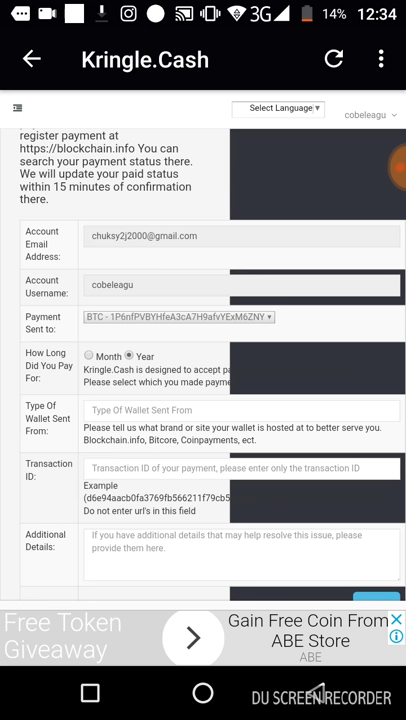 3G 14% 12:34
Kringle.Cash
Select Language▼
cobeleagu
register payment at
https://blockchain.info You can
search your payment status there.
We will update your paid status
within 15 minutes of confirmation
there.
Account Email Address:
chuksy2j2000@gmail.com
Account Username:
cobeleagu
Payment Sent to:
BTC - 1P6nfPVBYHfeA3cA7H9afvYExM6ZNY
How Long Did You Pay For:
Month Year
Kringle.Cash is designed to accept pa
Please select which you made payme
Type Of Wallet Sent From:
Type Of Wallet Sent From
Please tell us what brand or site your wallet is hosted at to better serve you.
Blockchain.info, Bitcore, Coinpayments, ect.
Transaction ID:
Transaction ID of your payment, please enter only the transaction ID
Example
(d6e94aacb0fa3769fb566211f79cb5
Do not enter url's in this field
Additional Details:
If you have additional details that may help resolve this issue, please
provide them here.
Free Token
Giveaway
Gain Free Coin From
ABE Store
ABE
DU SCREEN RECORDER